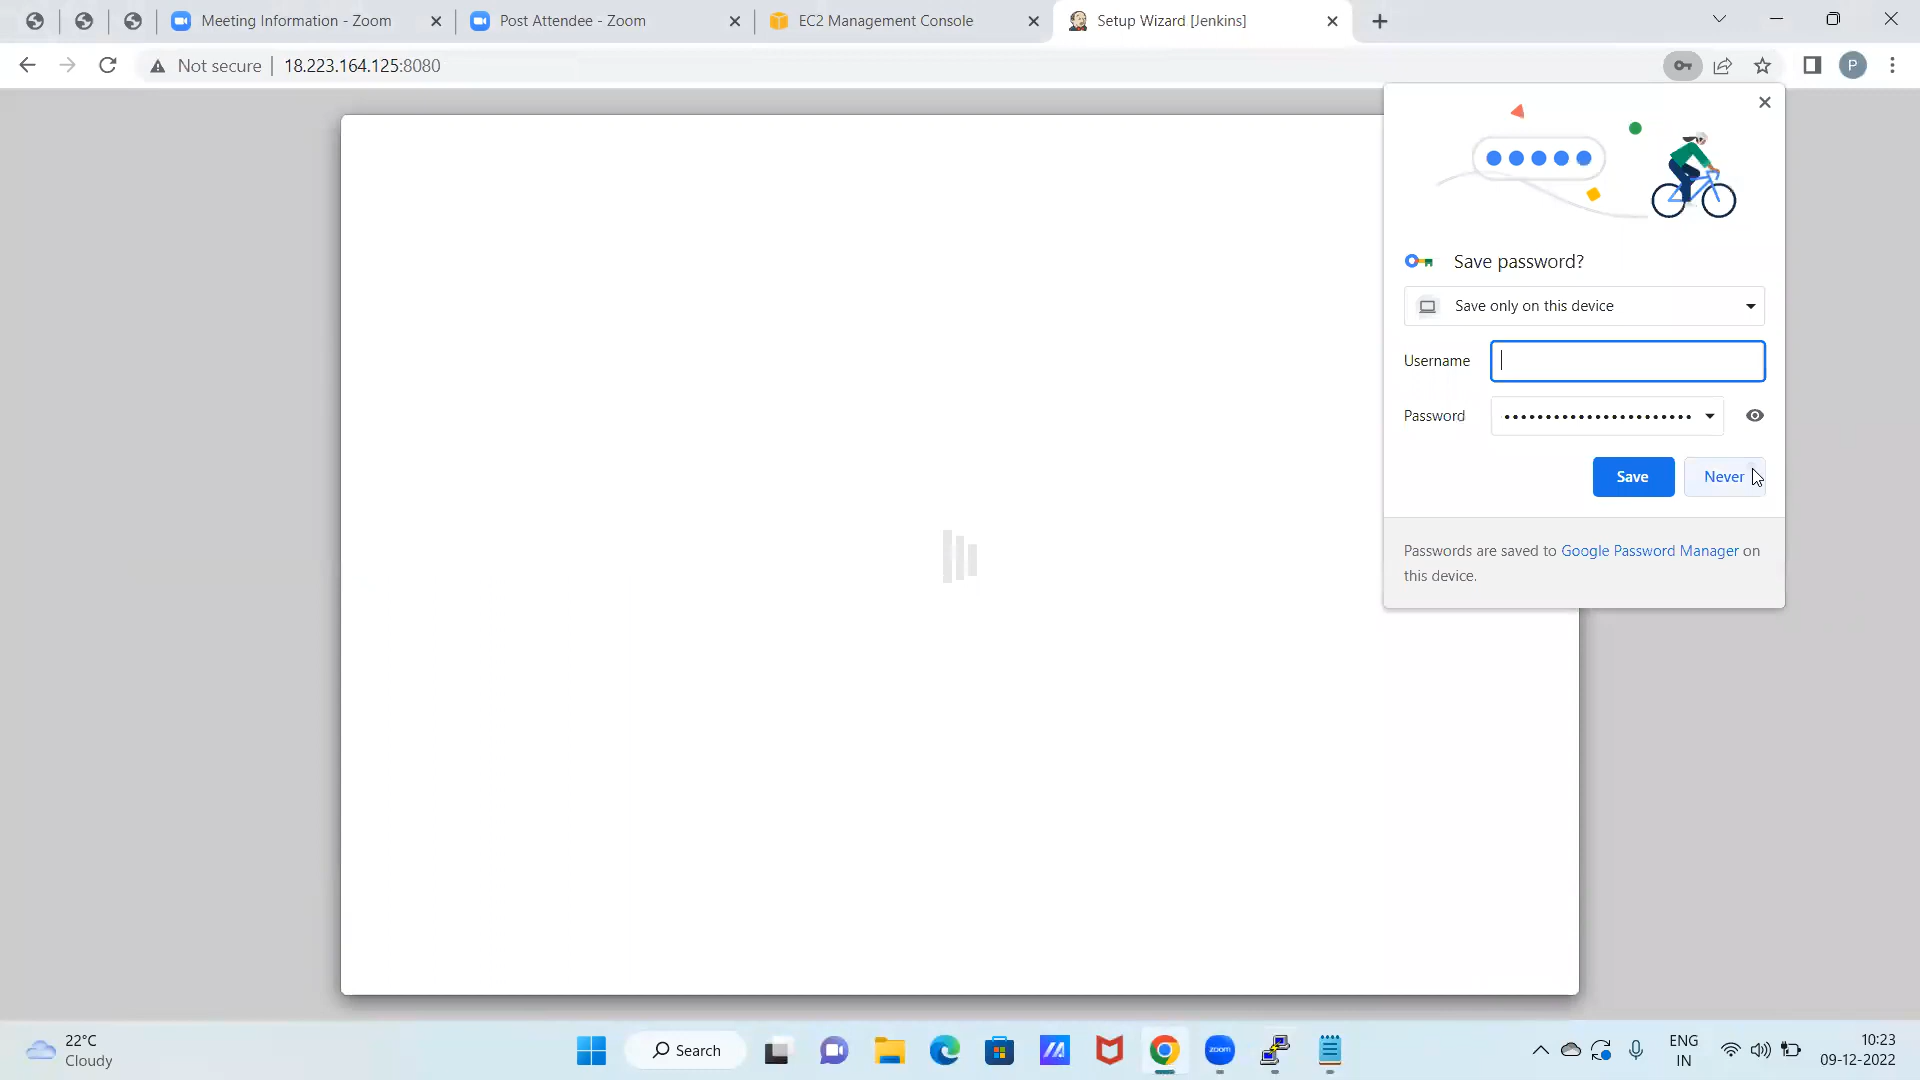 Meeting Information - Zoom
Post Attendee - Zoom
EC2 Management Console
Setup Wizard [Jenkins]
Not secure
18.223.164.125:8080
P
Save password?
Save only on this device
Username
Password
Save
Never
Passwords are saved to Google Password Manager on
this device.
22°C
Cloudy
Search
zoom
ENG
IN
10:23
09-12-2022